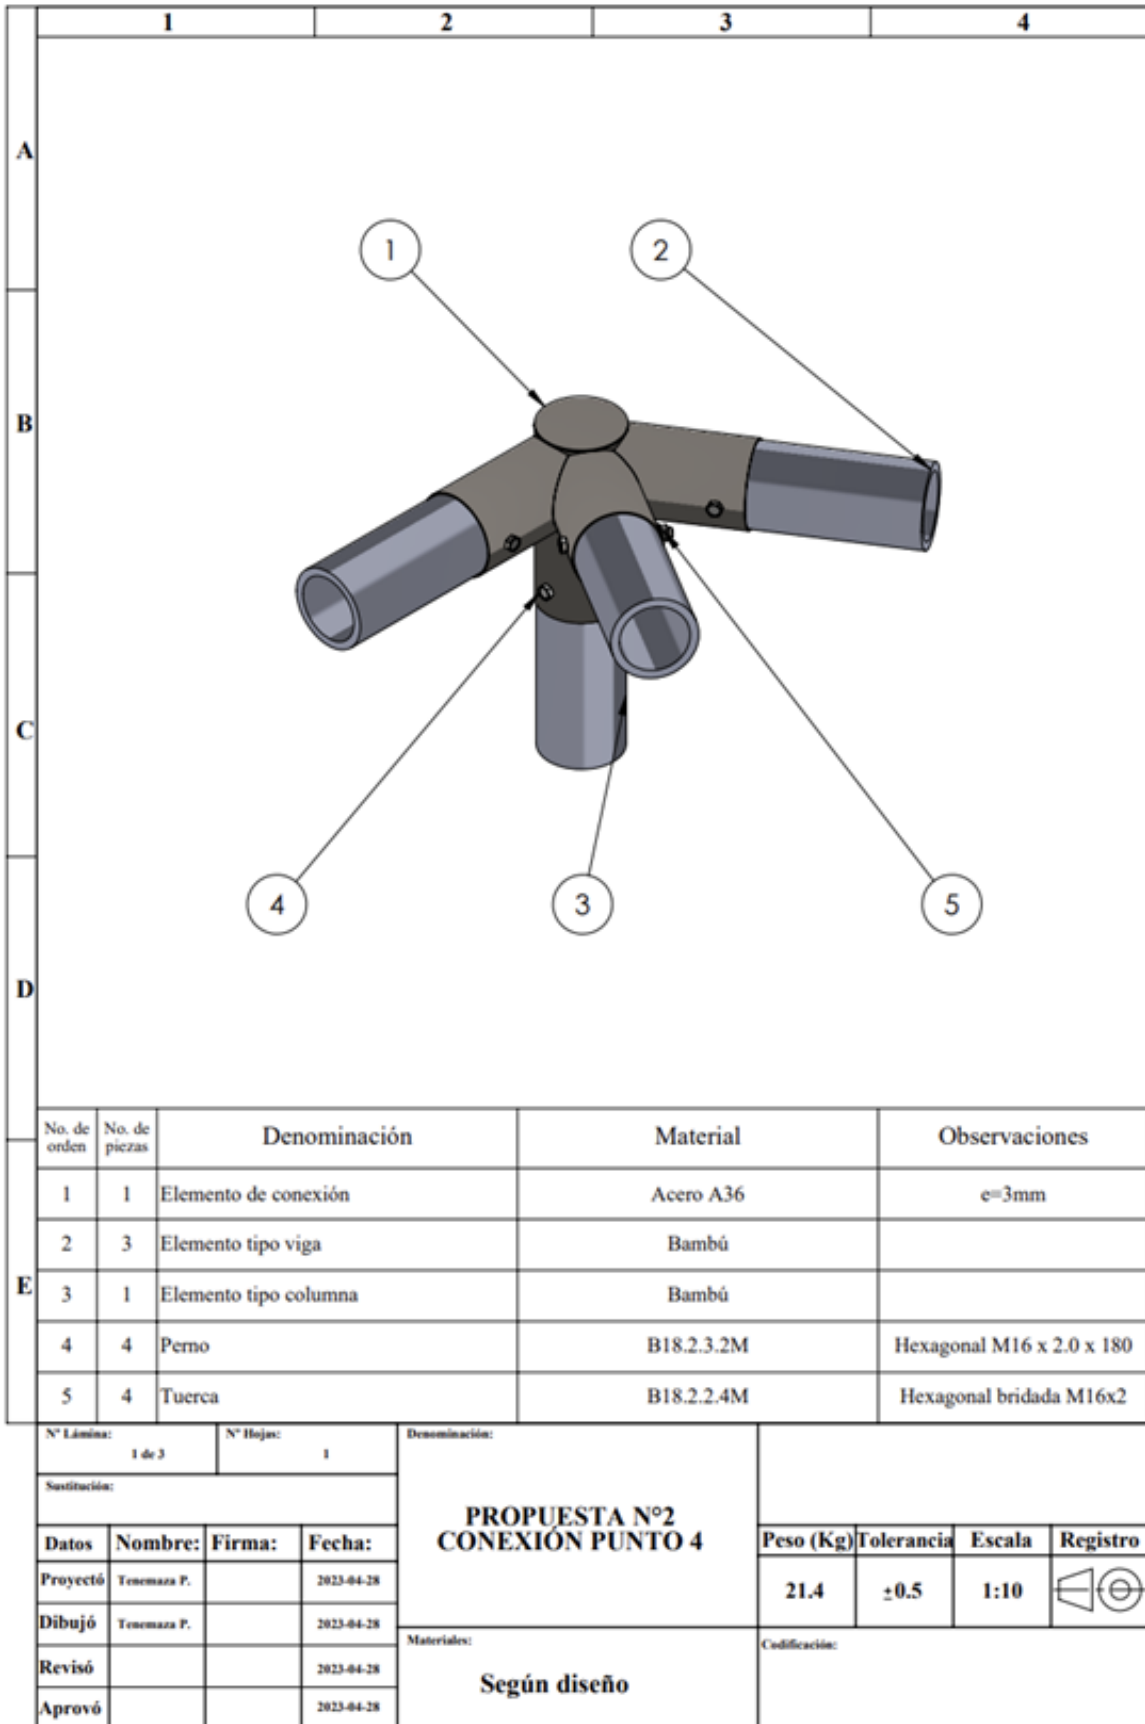 1 2 3 4
A
B
C
D
E
1
2
4
3
5
No. de orden No. de piezas Denominación Material Observaciones
1 1 Elemento de conexión Acero A36 e=3mm
2 3 Elemento tipo viga Bambú
3 1 Elemento tipo columna Bambú
4 4 Perno B18.2.3.2M Hexagonal M16 x 2.0 x 180
5 4 Tuerca B18.2.2.4M Hexagonal bridada M16x2
N° Lámina: 1 de 3
N° Hojas: 1
Sustitución:
Datos Nombre: Firma: Fecha:
Proyectó Tenemaza P. 2023-04-28
Dibujó Tenemaza P. 2023-04-28
Revisó 2023-04-28
Aprovó 2023-04-28
Denominación:
PROPUESTA N°2
CONEXIÓN PUNTO 4
Materiales:
Según diseño
Peso (Kg) Tolerancia Escala Registro
21.4 ±0.5 1:10
Codificación: